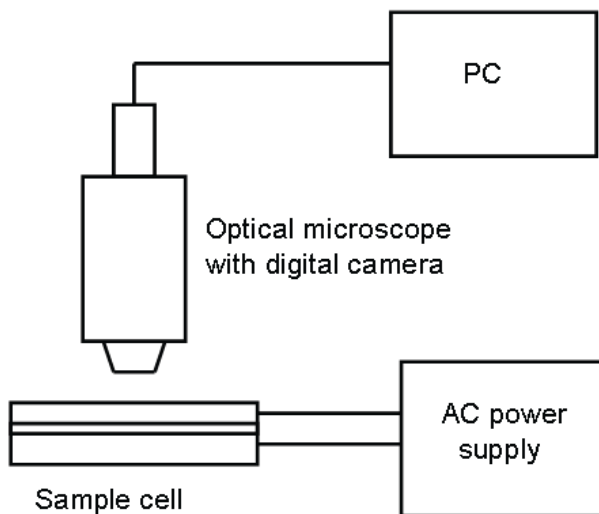 PC
Optical microscope
with digital camera
AC power
supply
Sample cell